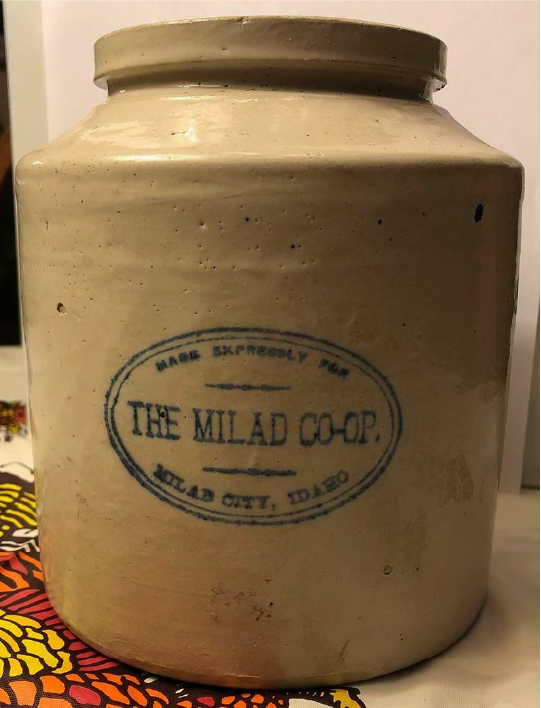 MADE EXPRESSLY FOR
THE MILAD CO-OP.
MILAD CITY, IDAHO